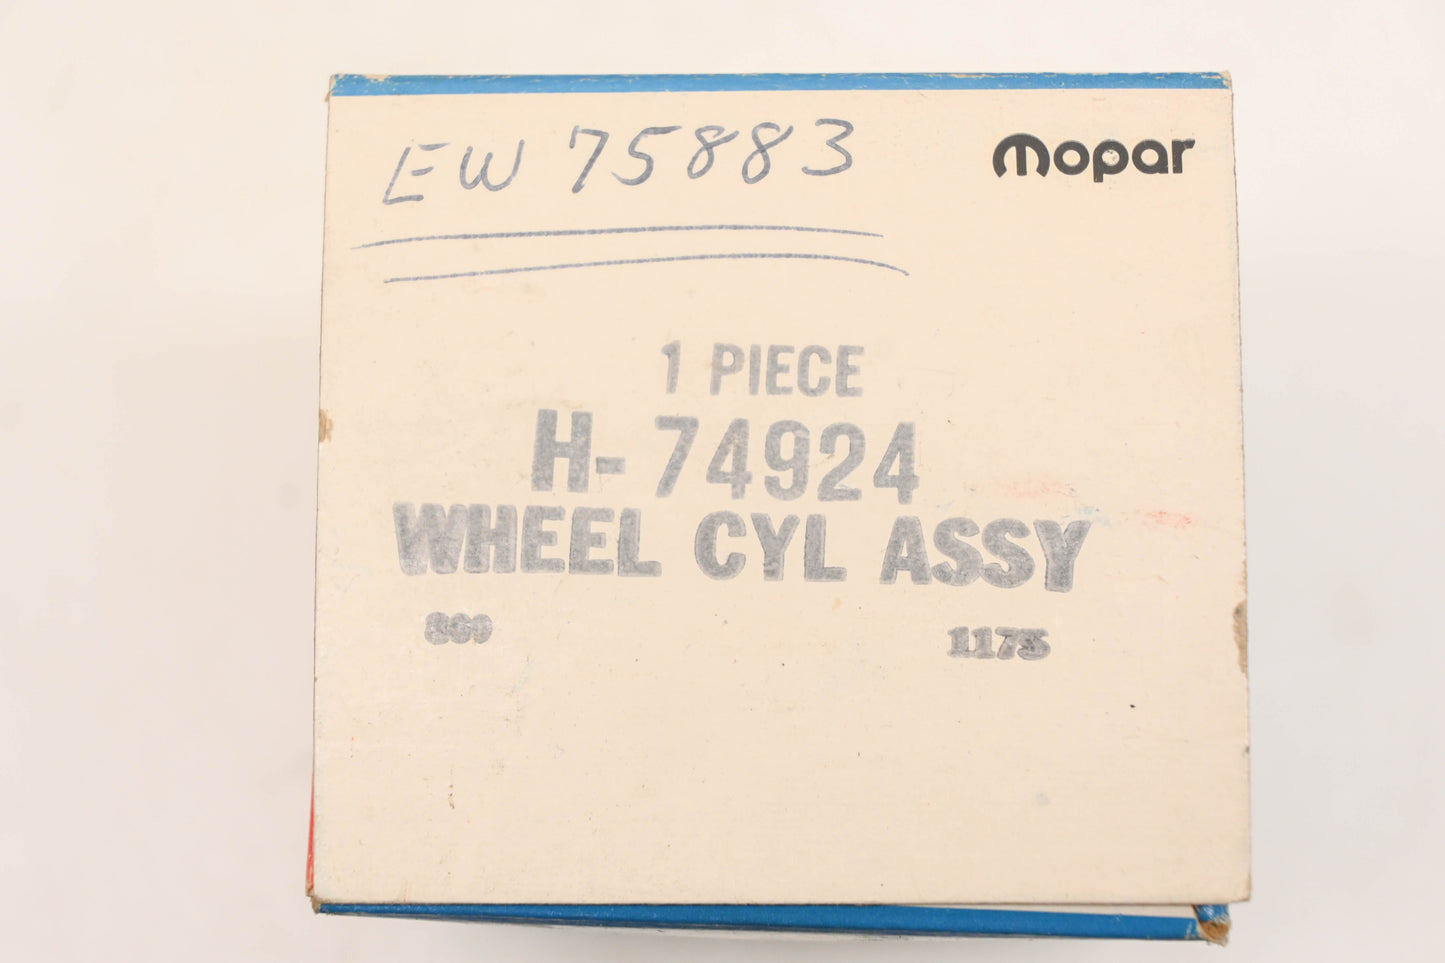 EW 75883
mopar
1 PIECE
H-74924
WHEEL CYL ASSY
1175